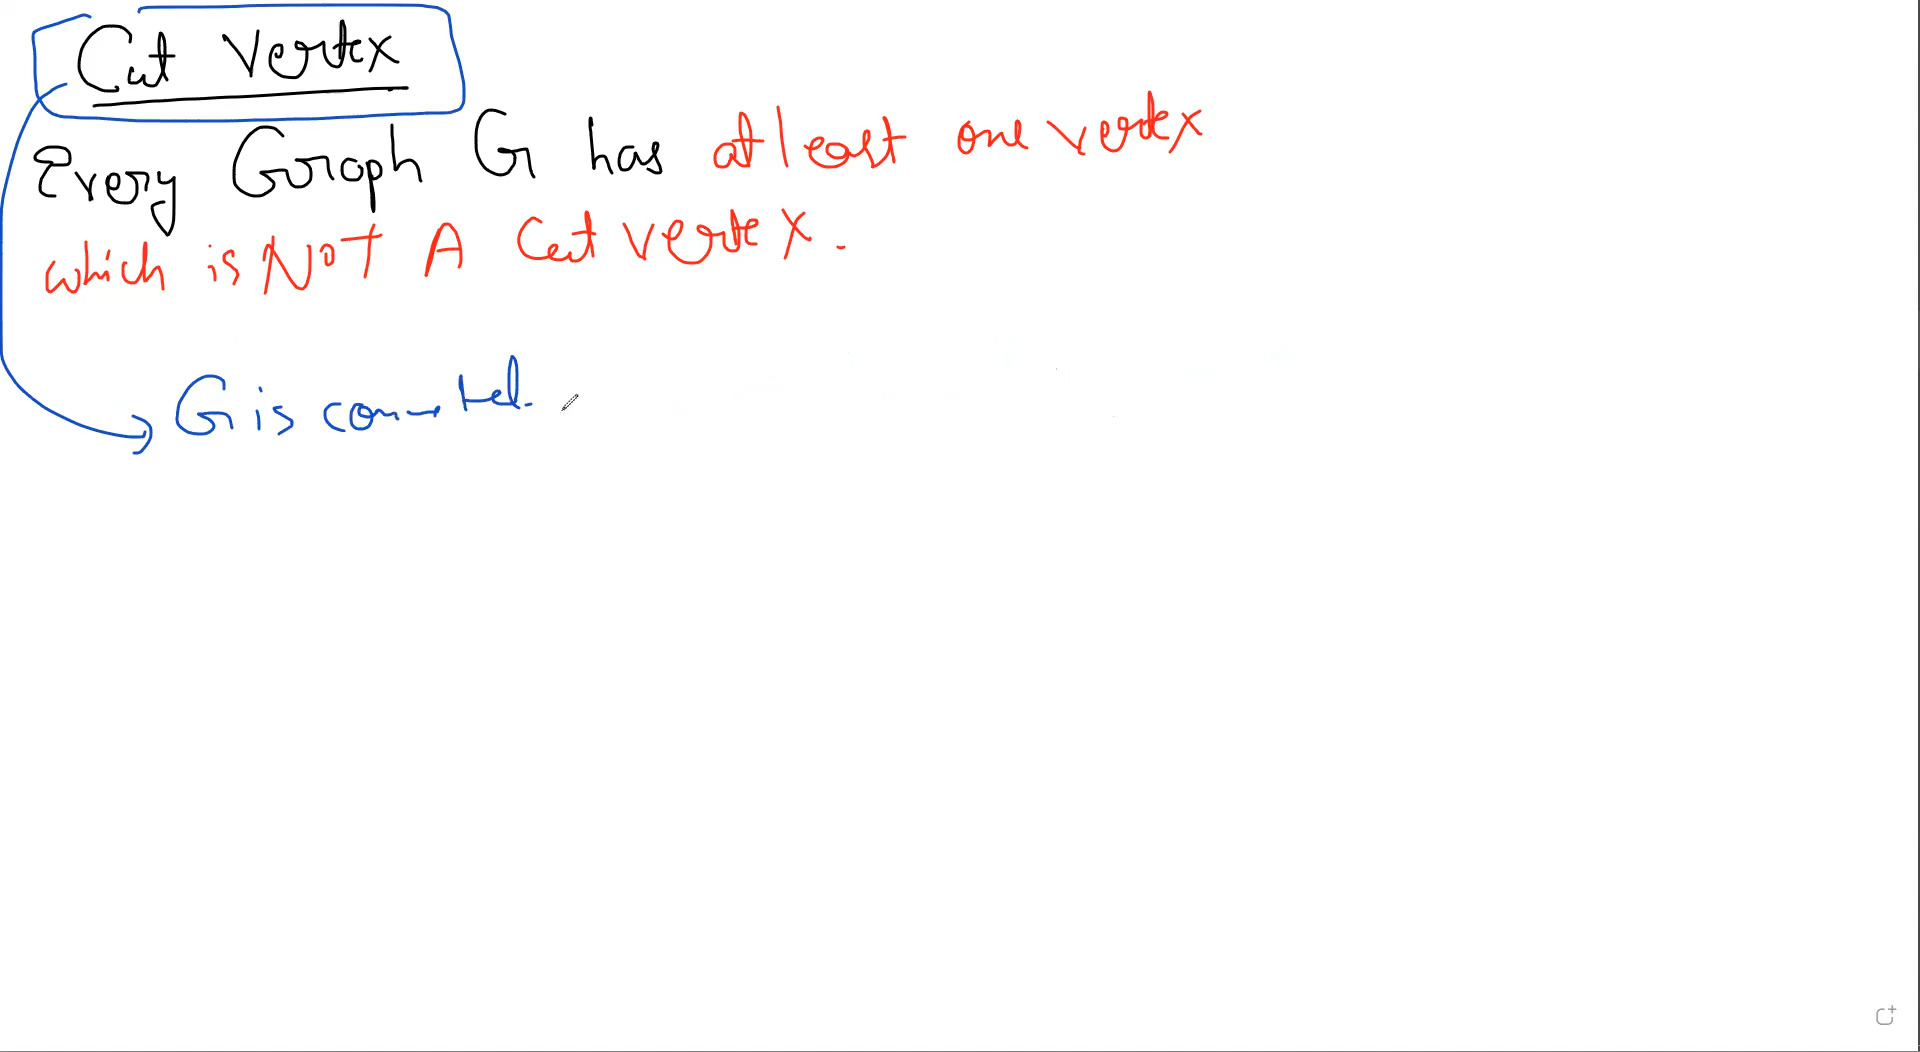 Cut Vertex
Every Graph G has atleast one vertex
which is NOT A Cut vertex.
G is connected.